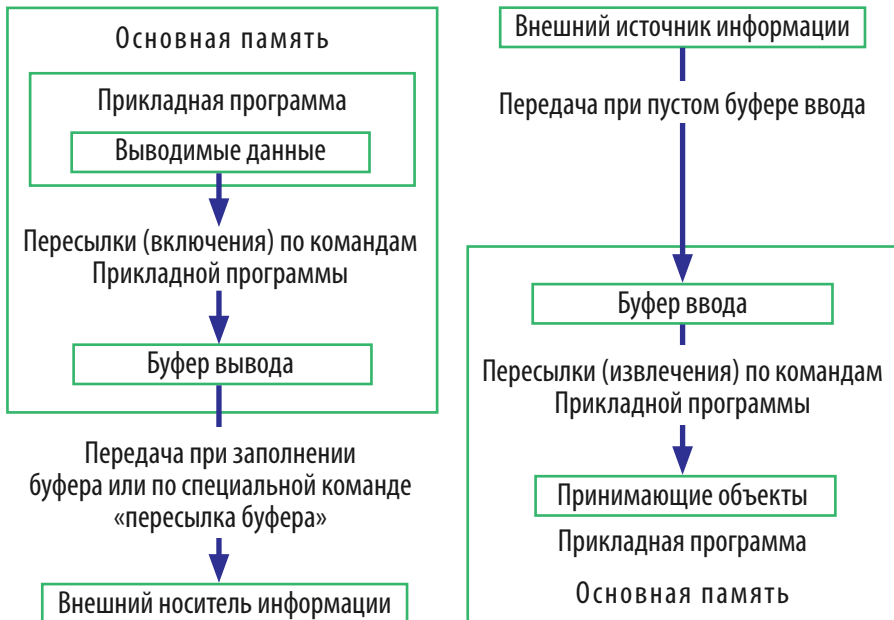 Основная память
Прикладная программа
Выводимые данные
Пересылки (включения) по командам
Прикладной программы
Буфер вывода
Передача при заполнении
буфера или по специальной команде
«пересылка буфера»
Внешний носитель информации
Внешний источник информации
Передача при пустом буфере ввода
Буфер ввода
Пересылки (извлечения) по командам
Прикладной программы
Принимающие объекты
Прикладная программа
Основная память